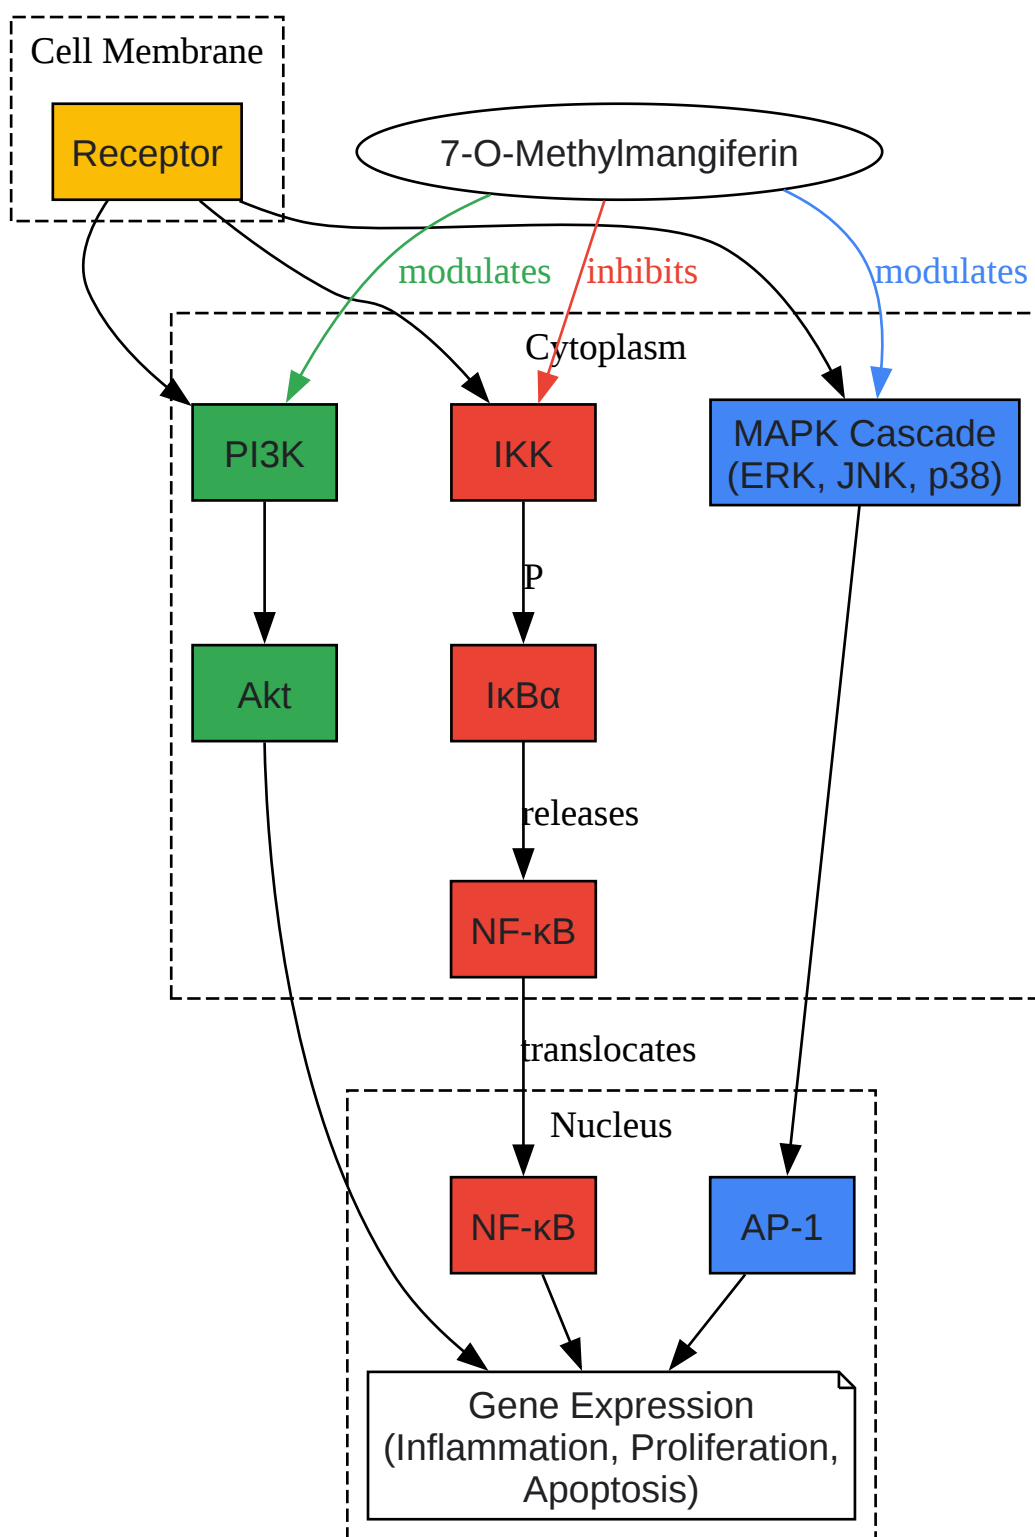 Cell Membrane
Receptor
7-O-Methylmangiferin
modulates
inhibits
modulates
Cytoplasm
PI3K
IKK
MAPK Cascade
(ERK, JNK, p38)
P
Akt
IκBα
releases
NF-κB
translocates
Nucleus
NF-κB
AP-1
Gene Expression
(Inflammation, Proliferation,
Apoptosis)